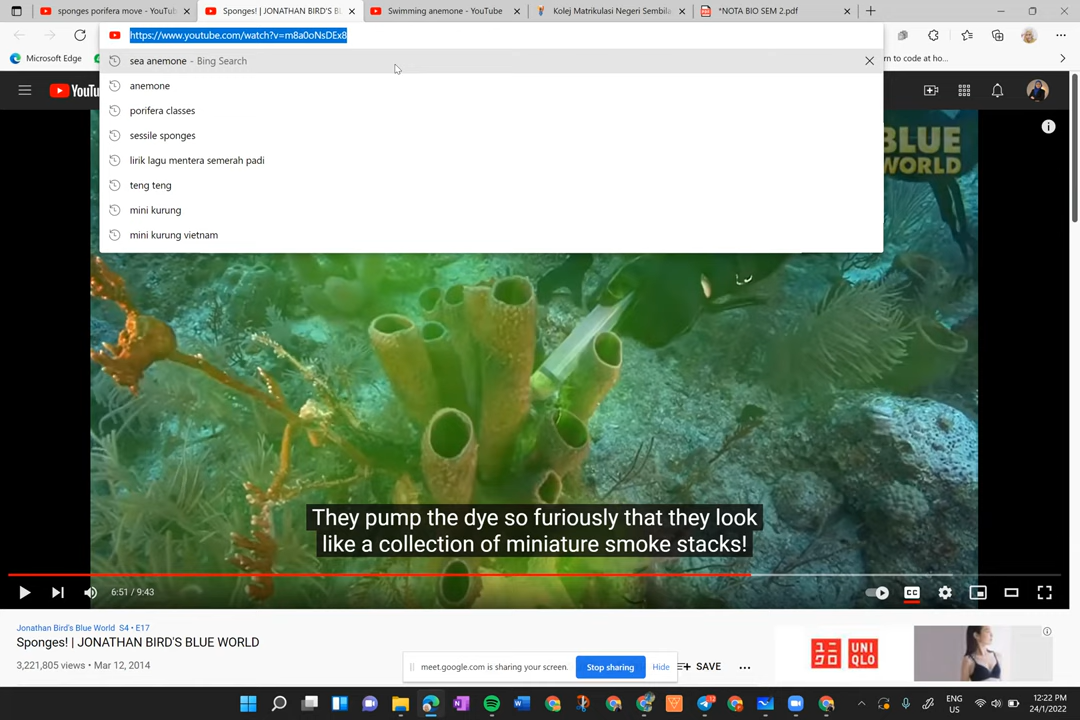 sponges porifera move - YouTub
Sponges! | JONATHAN BIRD'S BL
Swimming anemone - YouTube
Kolej Matrikulasi Negeri Sembila
*NOTA BIO SEM 2.pdf
https://www.youtube.com/watch?v=m8a0oNsDEx8
Microsoft Edge
rn to code at ho...
sea anemone - Bing Search
anemone
porifera classes
sessile sponges
lirik lagu mentera semerah padi
teng teng
mini kurung
mini kurung vietnam
YouTu
BLUE
WORLD
They pump the dye so furiously that they look
like a collection of miniature smoke stacks!
6:51 / 9:43
CC
Jonathan Bird's Blue World S4 • E17
Sponges! | JONATHAN BIRD'S BLUE WORLD
3,221,805 views • Mar 12, 2014
meet.google.com is sharing your screen.
Stop sharing
Hide
SAVE
UNI
QLO
ENG
US
12:22 PM
24/1/2022